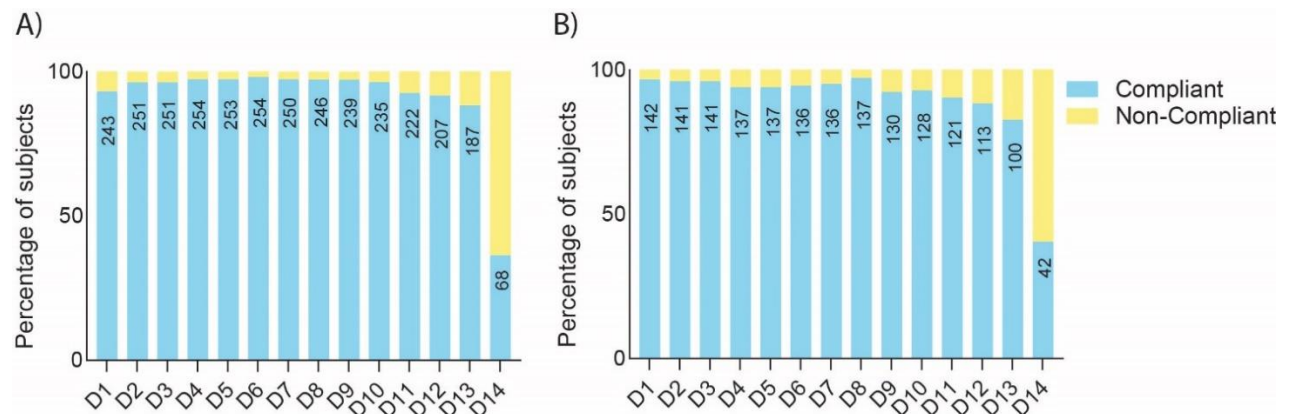 A)
Percentage of subjects
100
50
0
243
251
251
254
253
254
250
246
239
235
222
207
187
68
D1
D2
D3
D4
D5
D6
D7
D8
D9
D10
D11
D12
D13
D14
B)
Percentage of subjects
100
50
0
142
141
141
137
137
136
136
137
130
128
121
113
100
42
D1
D2
D3
D4
D5
D6
D7
D8
D9
D10
D11
D12
D13
D14
Compliant
Non-Compliant